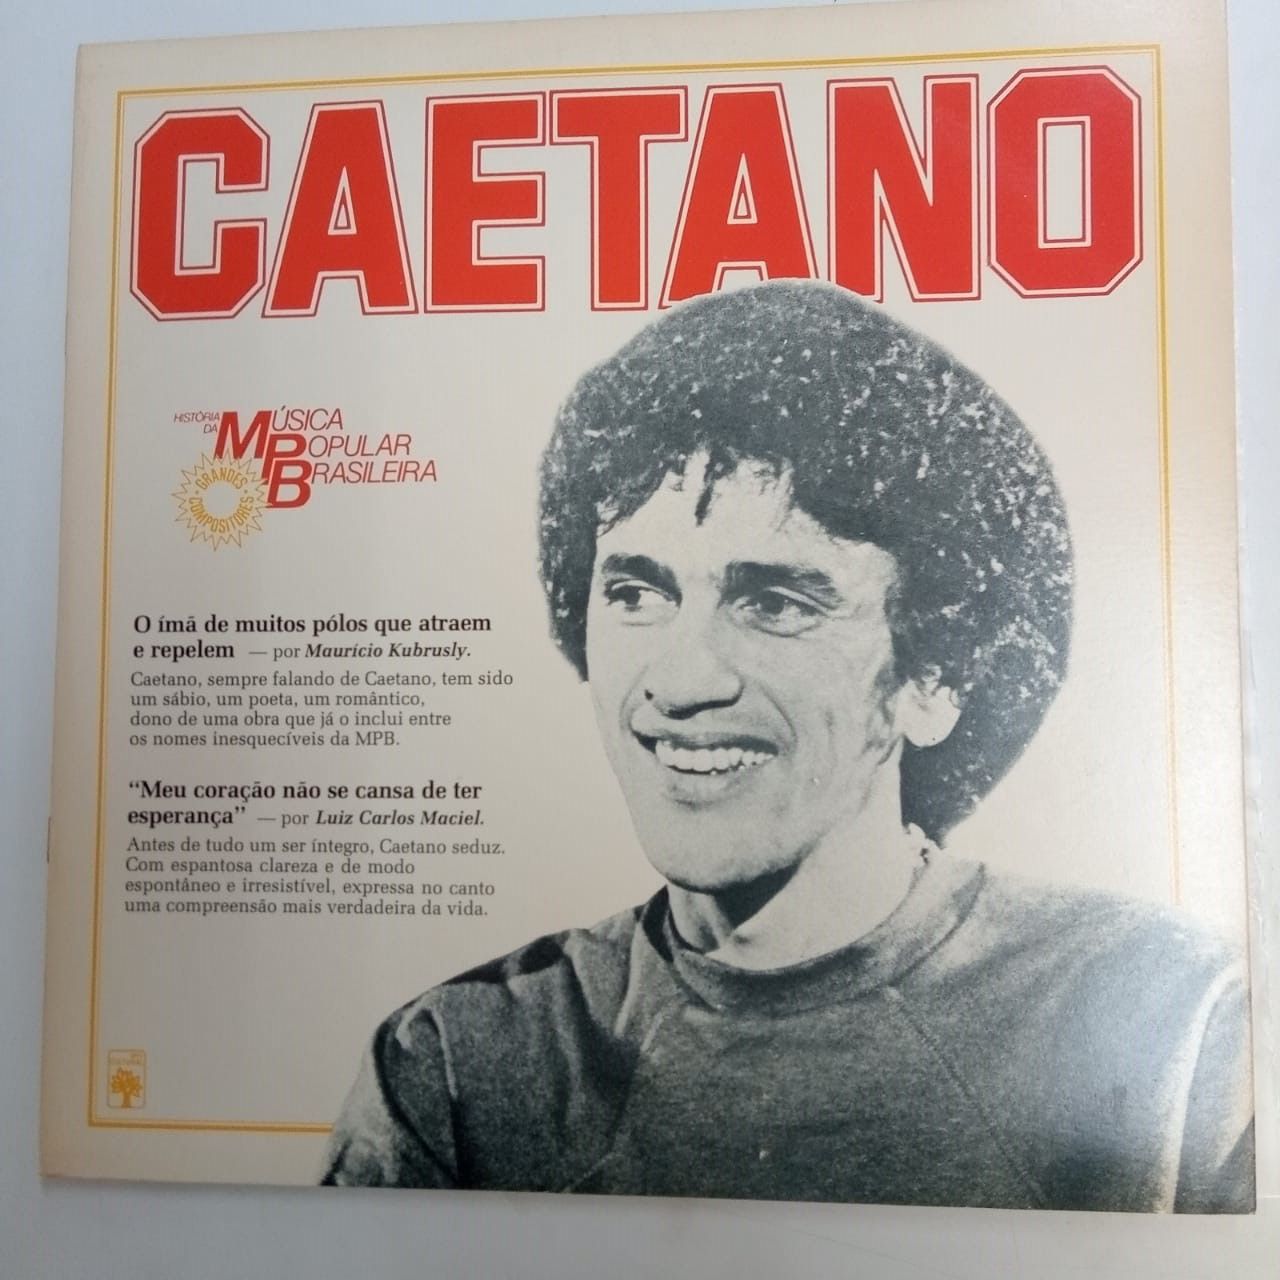 CAETANO
HISTÓRIA
DA
MÚSICA
POPULAR
BRASILEIRA
GRANDES
COMPOSITORES
O ímã de muitos pólos que atraem
e repelem — por Maurício Kubrusly.
Caetano, sempre falando de Caetano, tem sido
um sábio, um poeta, um romântico,
dono de uma obra que já o inclui entre
os nomes inesquecíveis da MPB.
“Meu coração não se cansa de ter
esperança” — por Luiz Carlos Maciel.
Antes de tudo um ser íntegro, Caetano seduz.
Com espantosa clareza e de modo
espontâneo e irresistível, expressa no canto
uma compreensão mais verdadeira da vida.